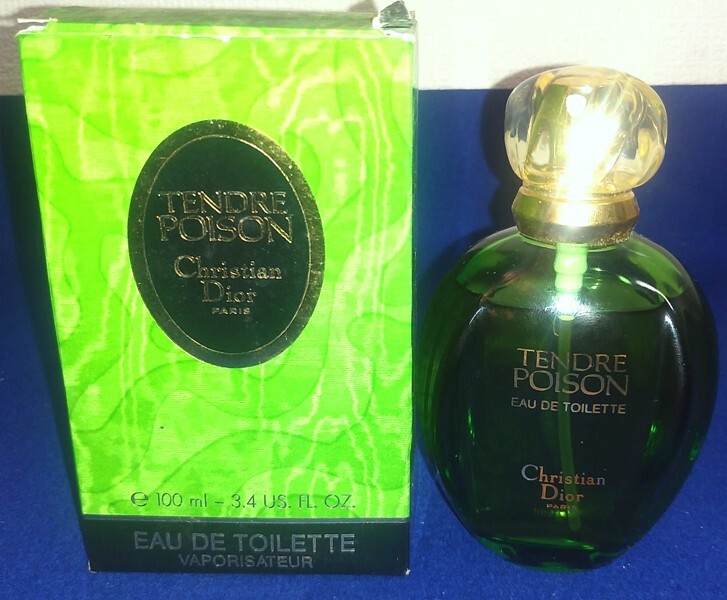 TENDRE
POISON
Christian
Dior
PARIS
℮ 100 ml - 3.4 US. FL. OZ.
EAU DE TOILETTE
VAPORISATEUR
TENDRE
POISON
EAU DE TOILETTE
Christian
Dior
PARIS